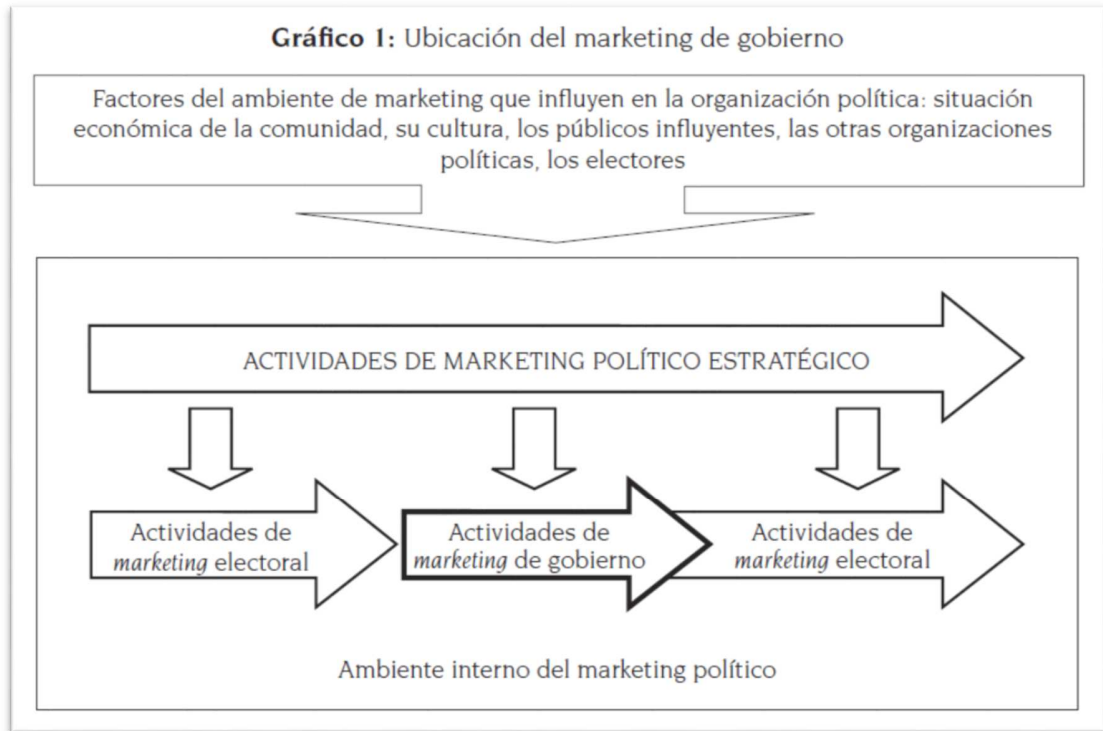 Gráfico 1: Ubicación del marketing de gobierno
Factores del ambiente de marketing que influyen en la organización política: situación
económica de la comunidad, su cultura, los públicos influyentes, las otras organizaciones
políticas, los electores
ACTIVIDADES DE MARKETING POLÍTICO ESTRATÉGICO
Actividades de
marketing electoral
Actividades de
marketing de gobierno
Actividades de
marketing electoral
Ambiente interno del marketing político